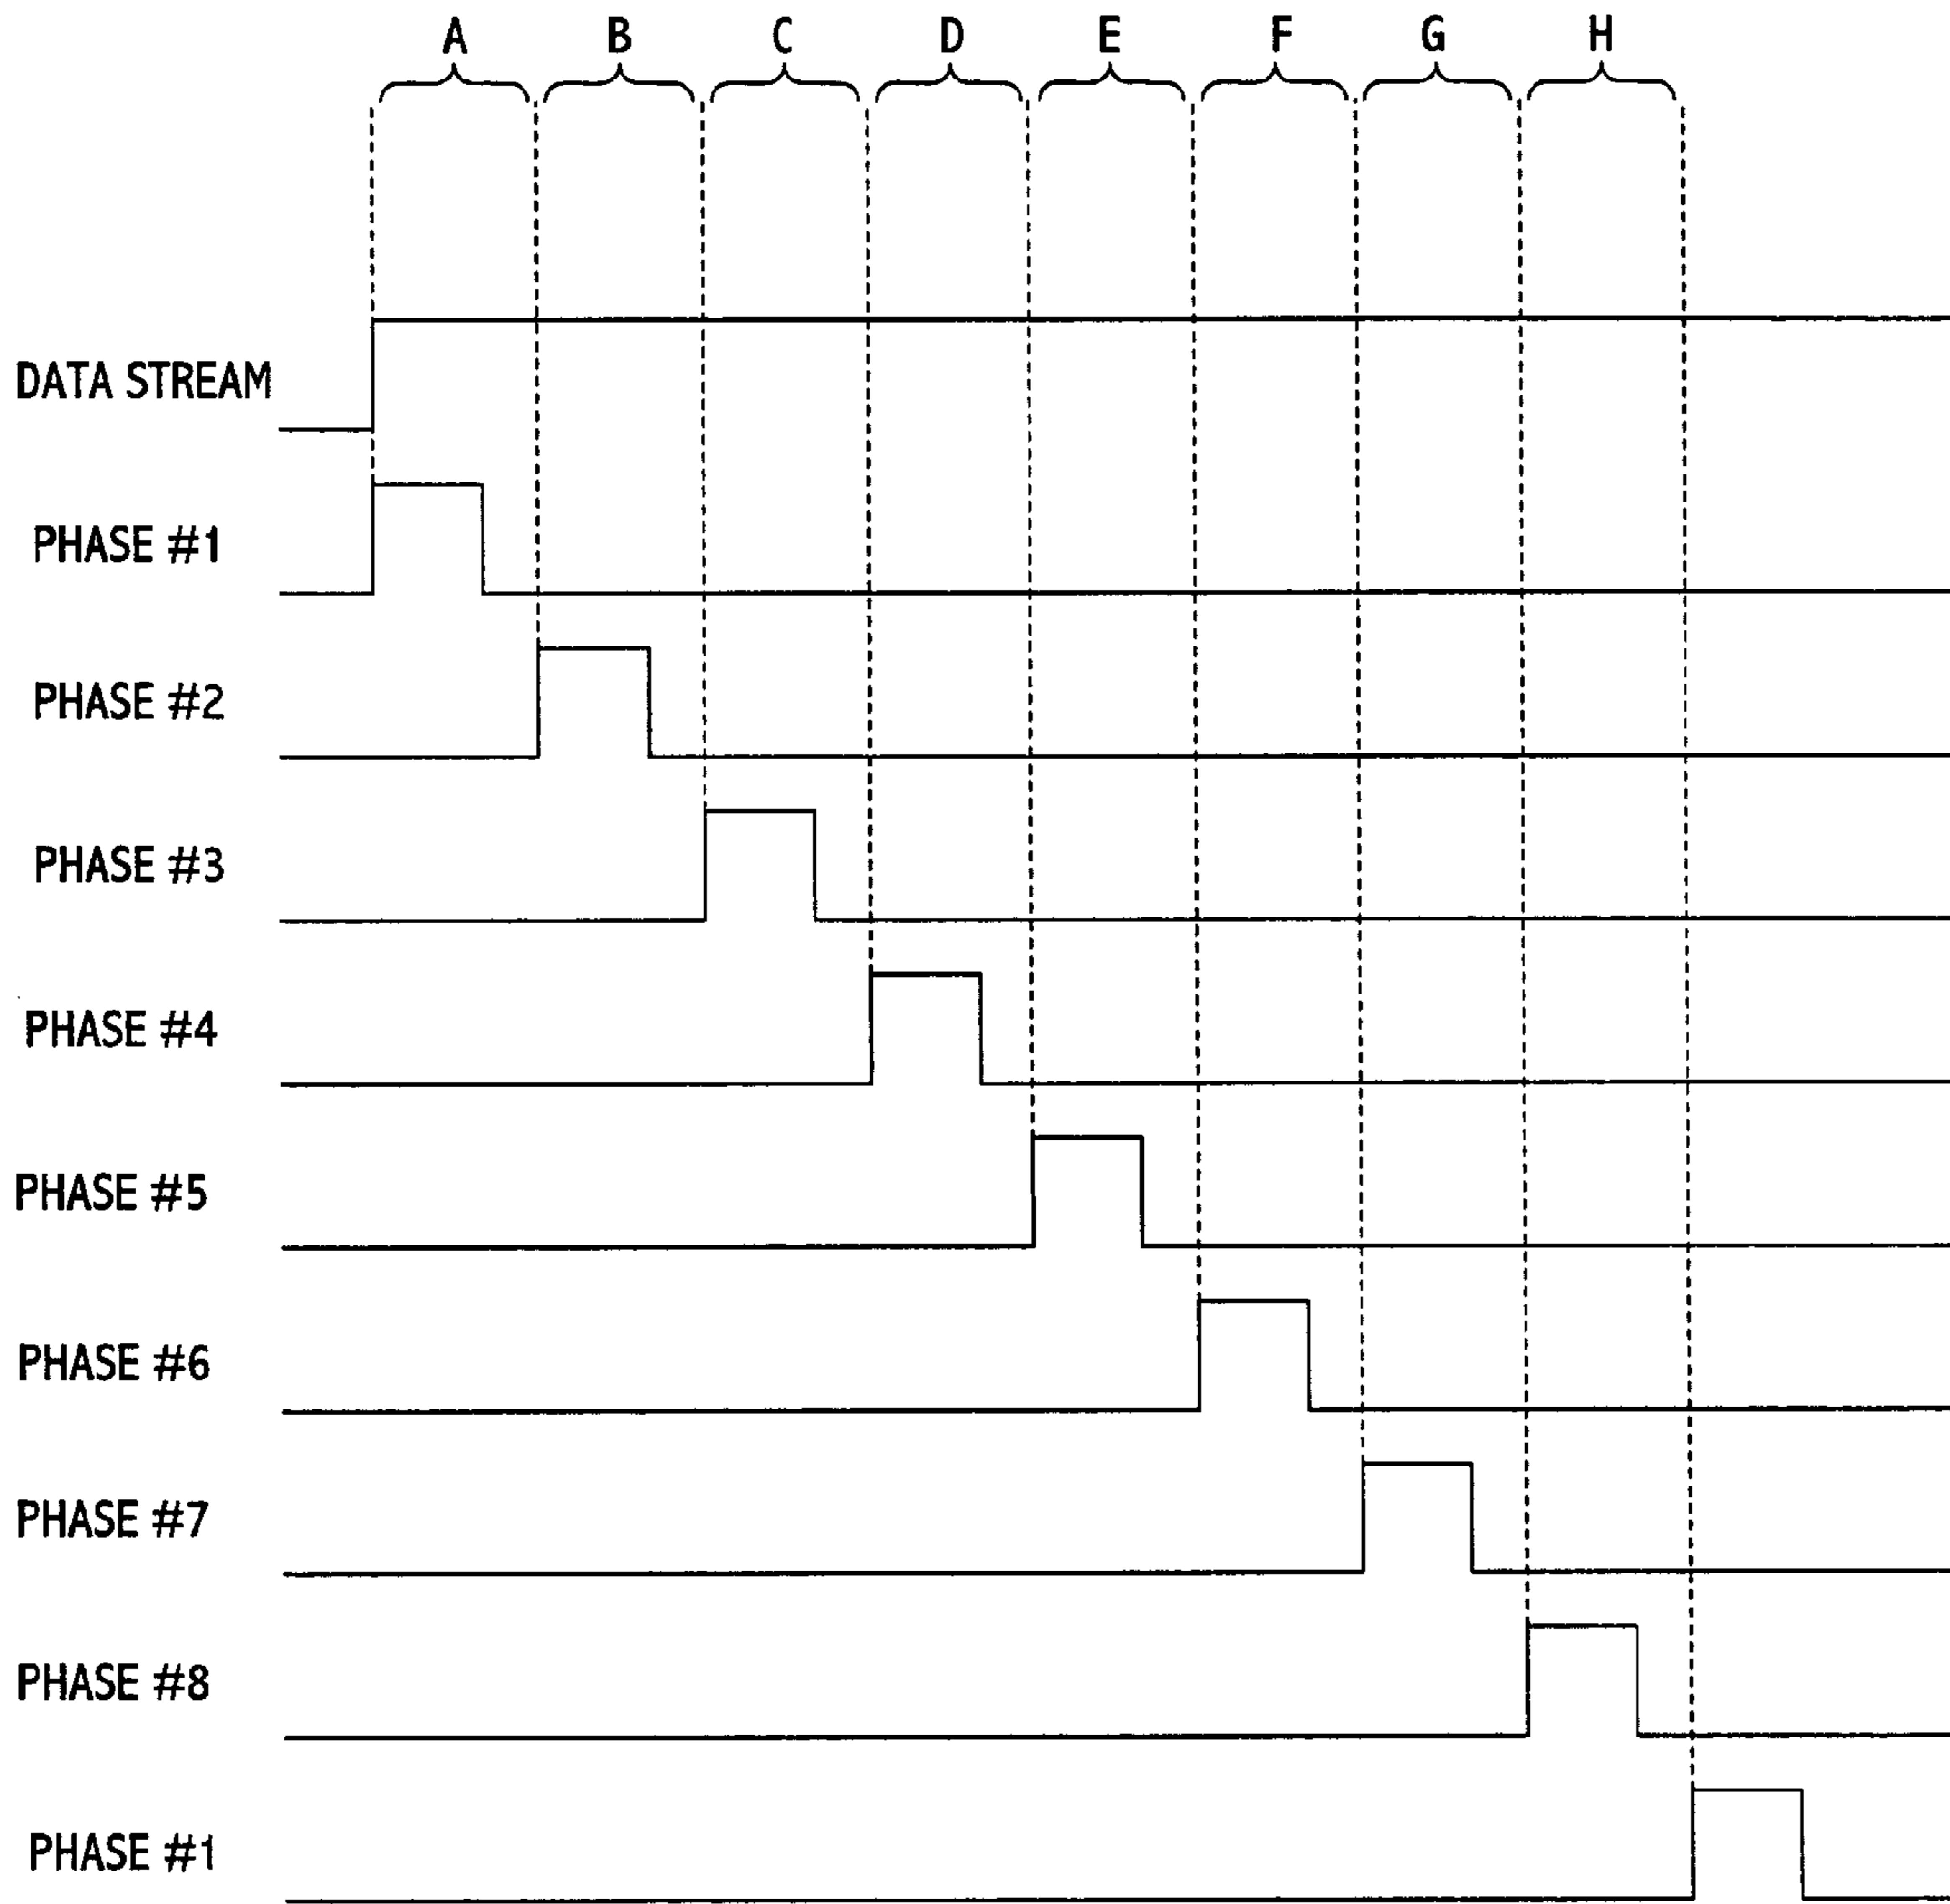 A B C D E F G H
DATA STREAM
PHASE #1
PHASE #2
PHASE #3
PHASE #4
PHASE #5
PHASE #6
PHASE #7
PHASE #8
PHASE #1